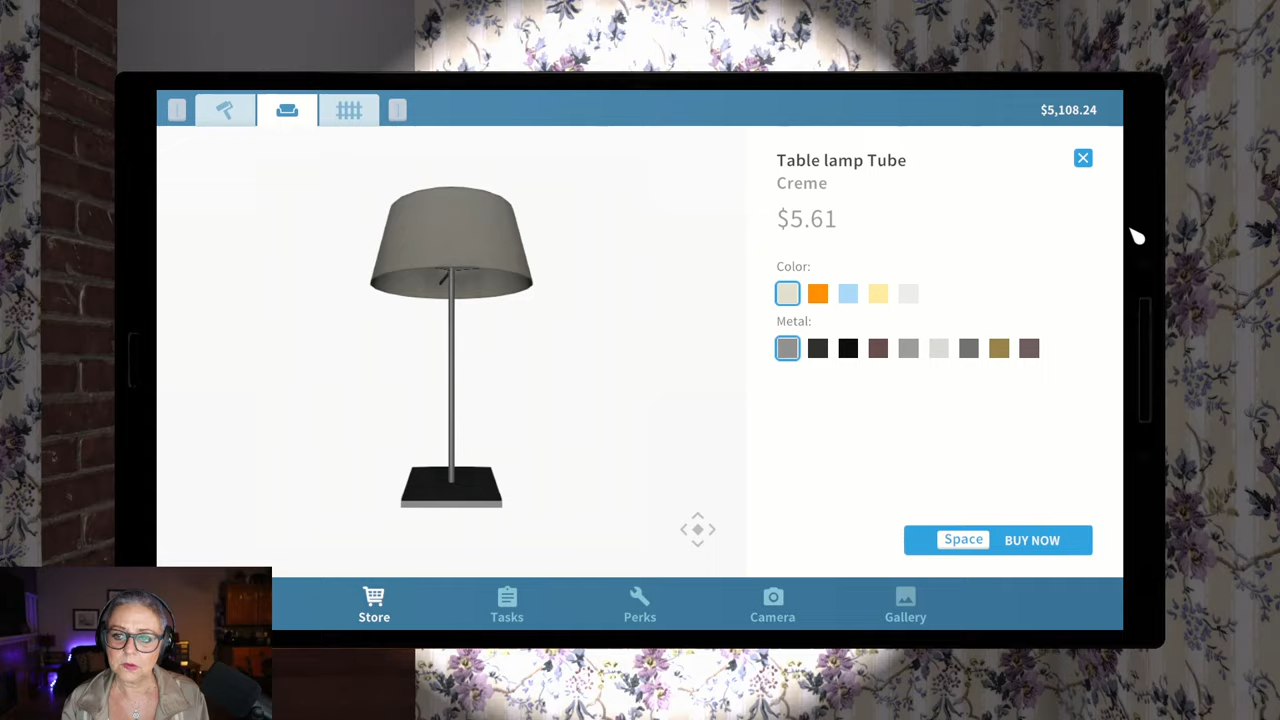 $5,108.24
Table lamp Tube
Creme
$5.61
Color:
Metal:
Space BUY NOW
Store Tasks Perks Camera Gallery